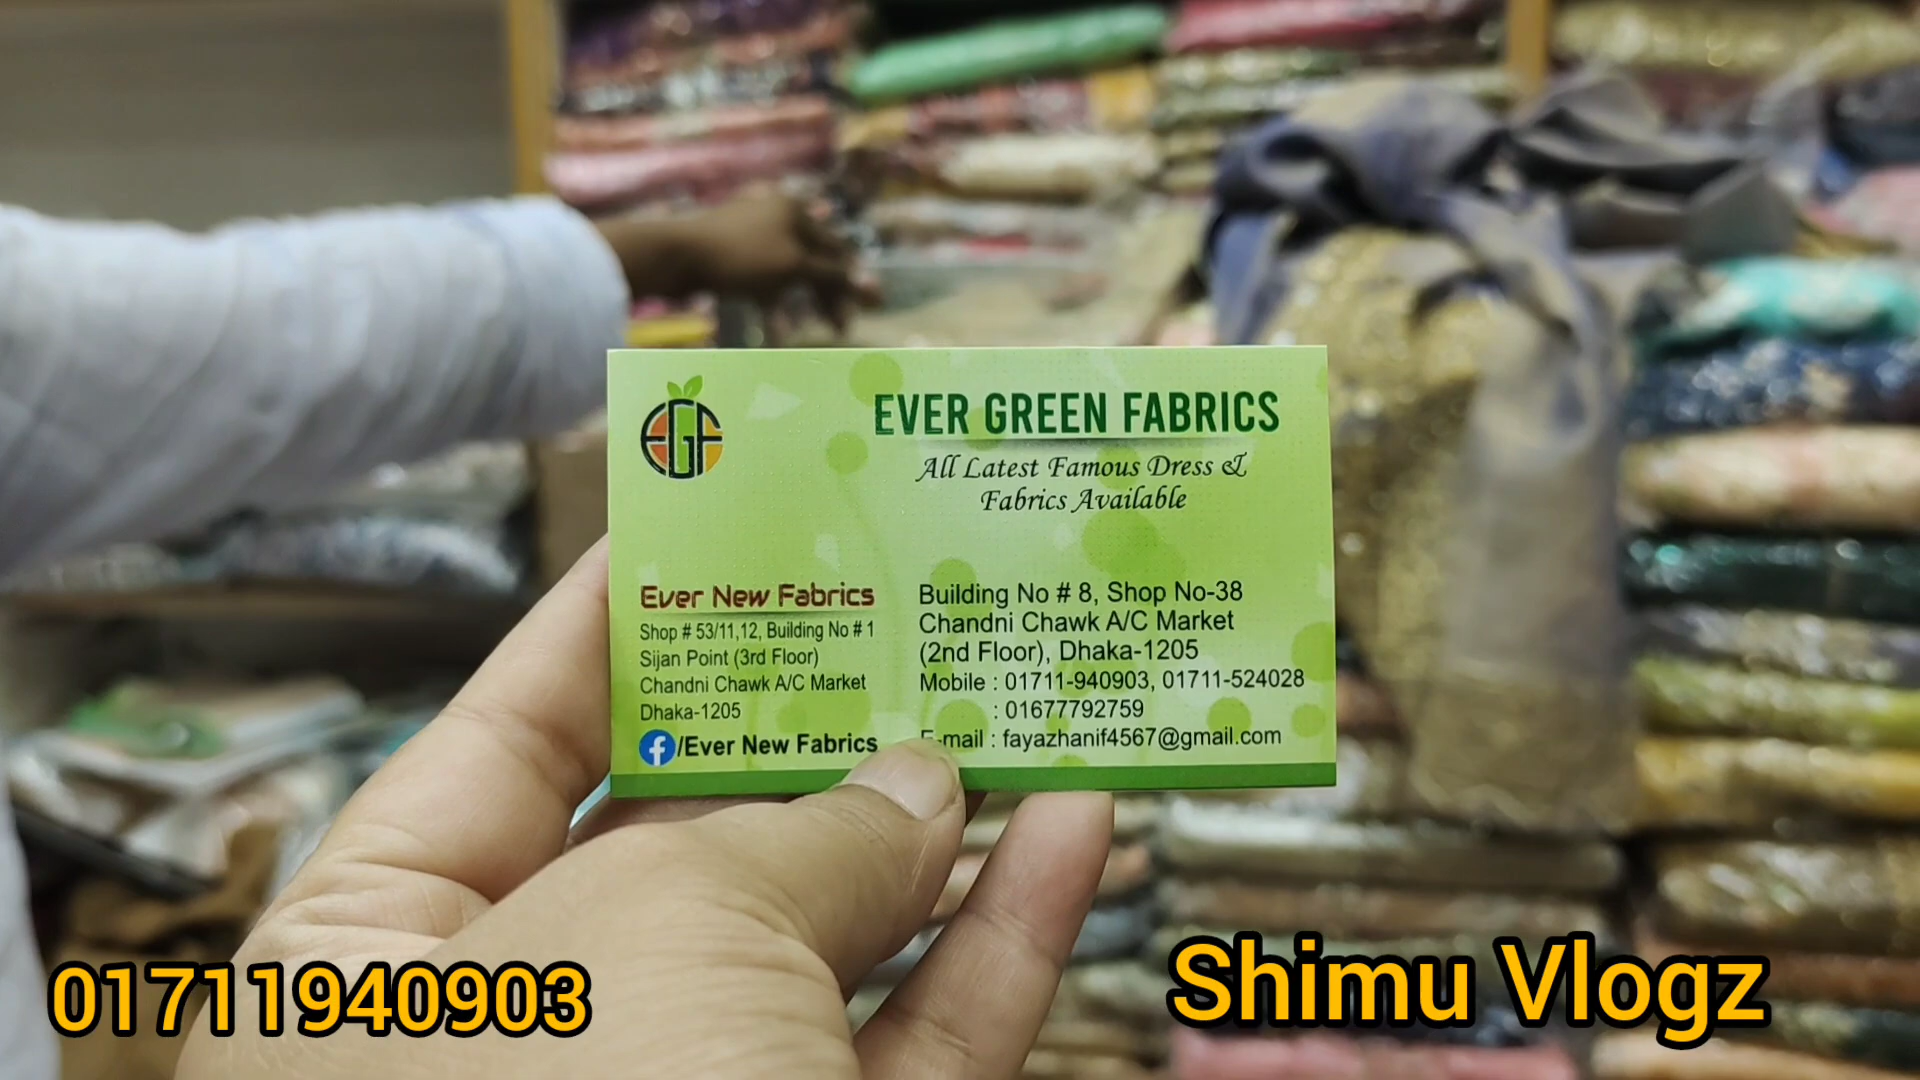 EGF
EVER GREEN FABRICS
All Latest Famous Dress &
Fabrics Available
Ever New Fabrics
Shop # 53/11,12, Building No # 1
Sijan Point (3rd Floor)
Chandni Chawk A/C Market
Dhaka-1205
f/Ever New Fabrics
Building No # 8, Shop No-38
Chandni Chawk A/C Market
(2nd Floor), Dhaka-1205
Mobile : 01711-940903, 01711-524028
: 01677792759
E-mail : fayazhanif4567@gmail.com
01711940903
Shimu Vlogz